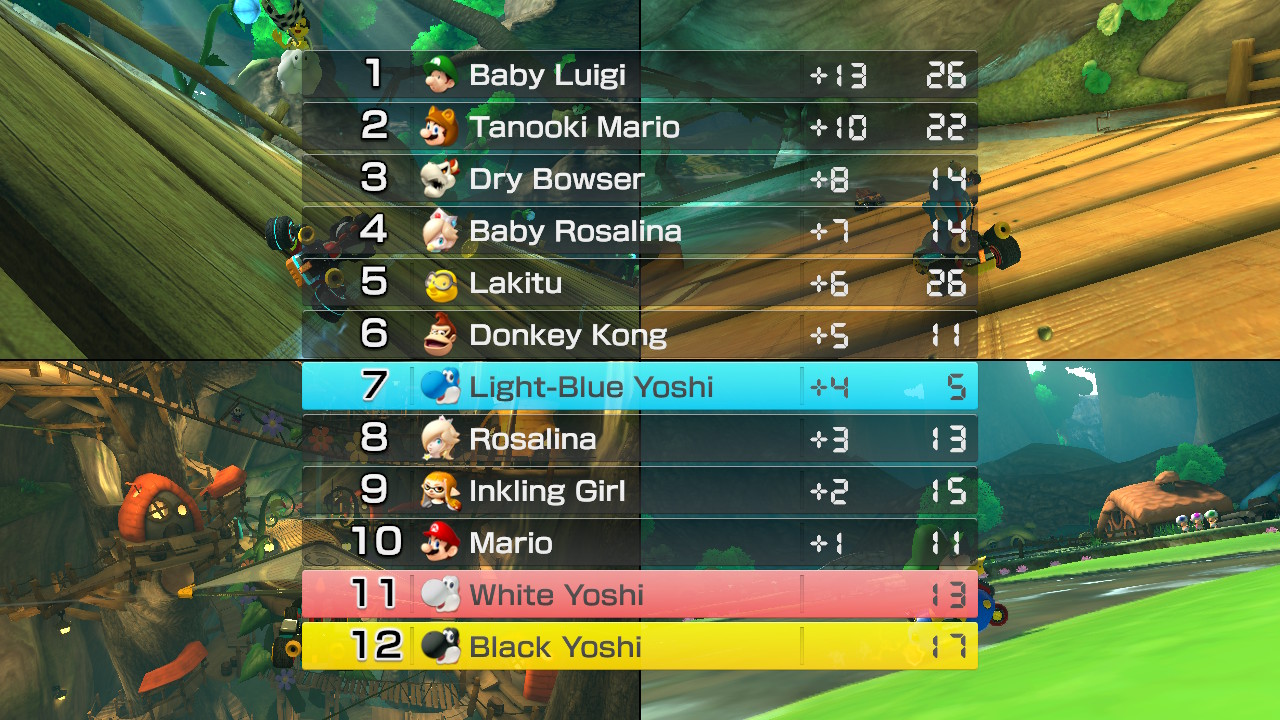 1 Baby Luigi +13 26
2 Tanooki Mario +10 22
3 Dry Bowser +8 14
4 Baby Rosalina +7 14
5 Lakitu +6 26
6 Donkey Kong +5 11
7 Light-Blue Yoshi +4 5
8 Rosalina +3 13
9 Inkling Girl +2 15
10 Mario +1 11
11 White Yoshi 13
12 Black Yoshi 17